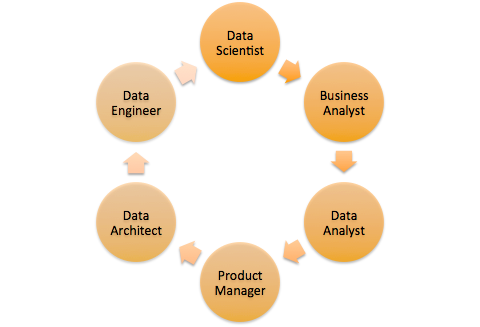 Data
Scientist
Business
Analyst
Data
Analyst
Product
Manager
Data
Architect
Data
Engineer